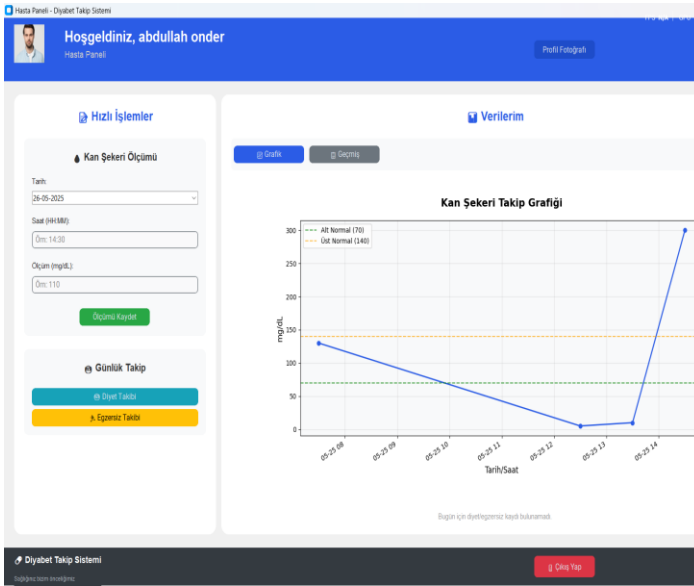 Hasta Paneli - Diyabet Takip Sistemi
Hoşgeldiniz, abdullah onder
Hasta Paneli
Profil Fotoğrafı
Hızlı İşlemler
Kan Şekeri Ölçümü
Tarih:
26-05-2025
Saat (HH:MM):
Örn: 14:30
Ölçüm (mg/dL):
Örn: 110
Ölçümü Kaydet
Günlük Takip
Diyet Takibi
Egzersiz Takibi
Verilerim
Grafik
Geçmiş
Kan Şekeri Takip Grafiği
Alt Normal (70)
Üst Normal (140)
300
250
200
150
100
50
0
mg/dL
05-25 08
05-25 09
05-25 10
05-25 11
05-25 12
05-25 13
05-25 14
Tarih/Saat
Bugün için diyet/egzersiz kaydı bulunamadı.
Diyabet Takip Sistemi
Sağlığınız bizim önceliğimiz
Çıkış Yap